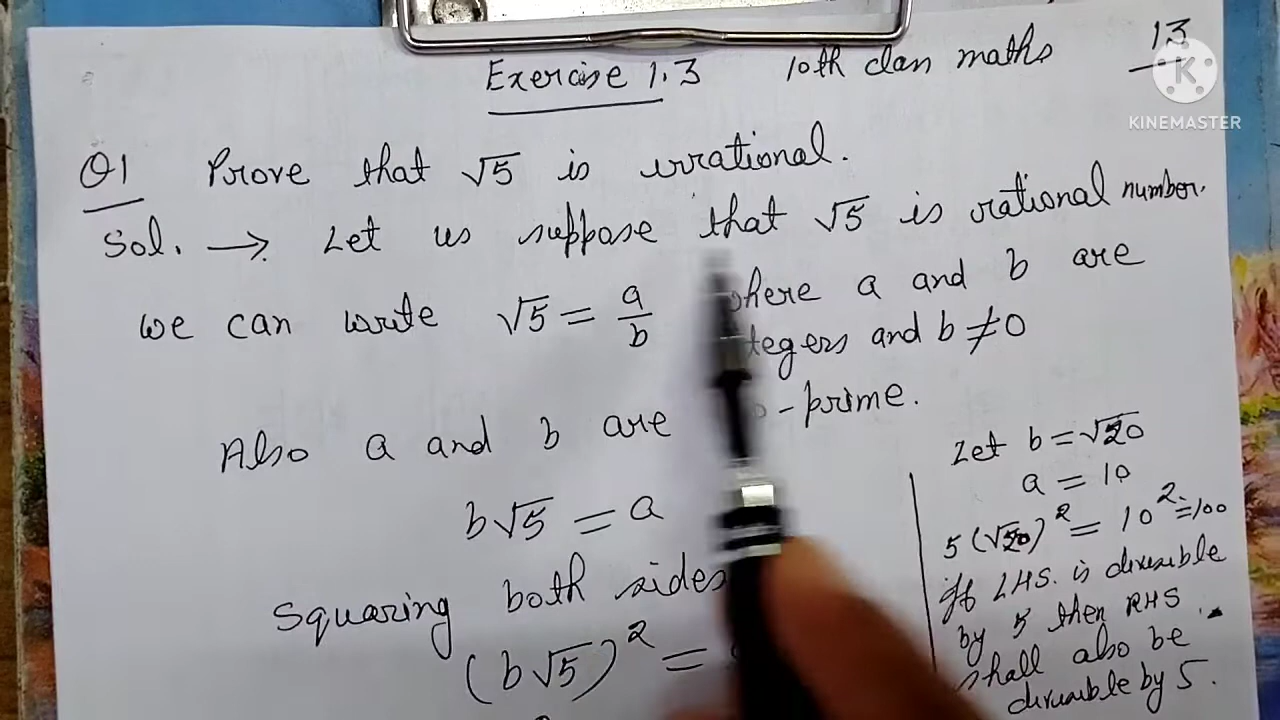 Exercise 1.3 10th class maths 13
KINEMASTER
Q1 Prove that √5 is irrational.
Sol. → Let us suppose that √5 is rational number.
we can write √5 = a/b where a and b are
integers and b ≠ 0
Also a and b are - prime.
b√5 = a
Squaring both sides
(b√5)² =
Let b = √20
a = 10
5(√20)² = 10² = 100
If LHS. is divisible
by 5 then RHS
shall also be
divisible by 5.